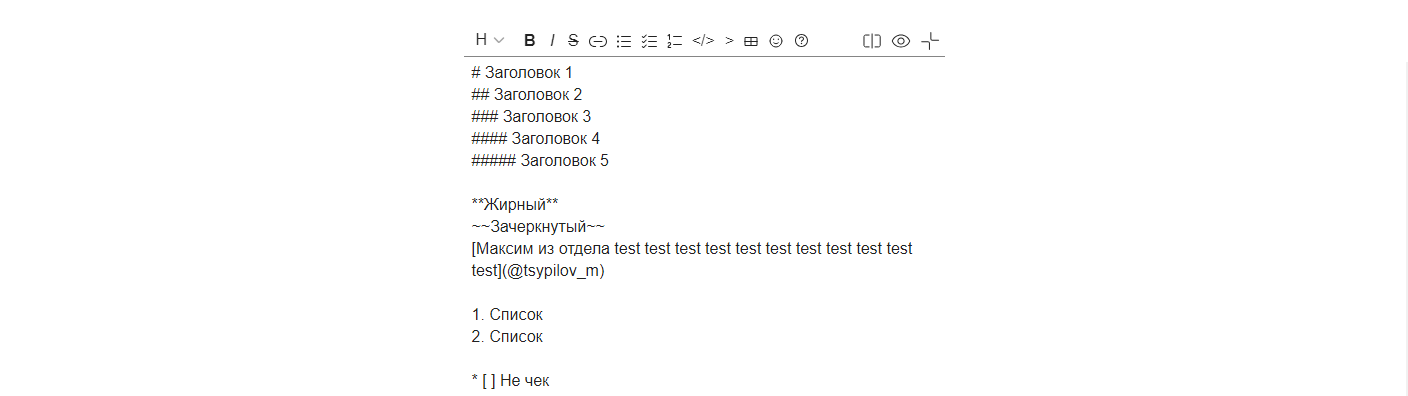 H B I S </> > 
# Заголовок 1
## Заголовок 2
### Заголовок 3
#### Заголовок 4
##### Заголовок 5
**Жирный**
~~Зачеркнутый~~
[Максим из отдела test test test test test test test test test test
test](@tsypilov_m)
1. Список
2. Список
* [ ] Не чек